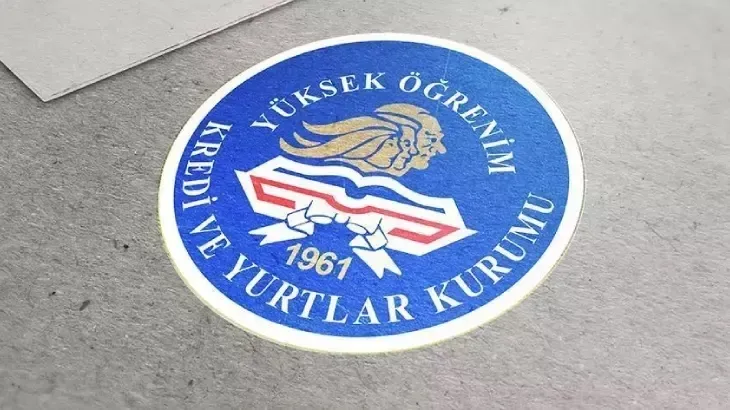 YÜKSEK ÖĞRENİM
KREDİ VE YURTLAR KURUMU
1961